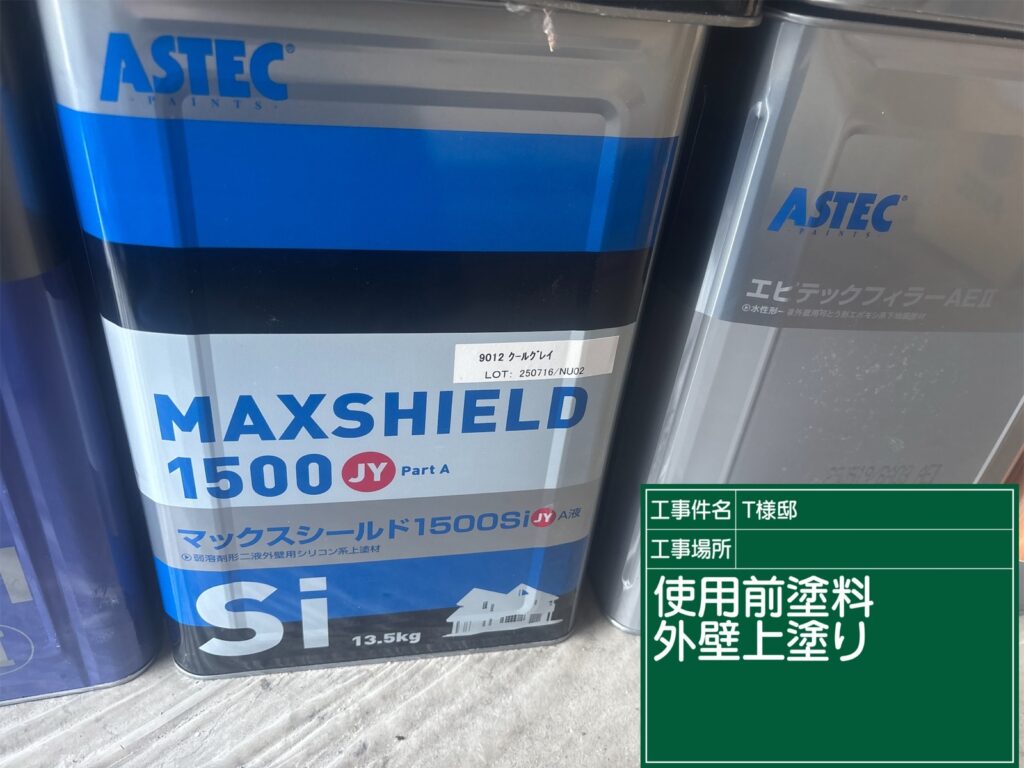 ASTEC®
PAINTS
9012 クールグレイ
LOT: 250716/NU02
MAXSHIELD
1500 JY Part A
マックスシールド1500Si JY A液
弱溶剤形二液外壁用シリコン系上塗材
Si 13.5kg
ASTEC®
PAINTS
エピテックフィラーAEⅡ
工事件名 T様邸
工事場所
使用前塗料
外壁上塗り